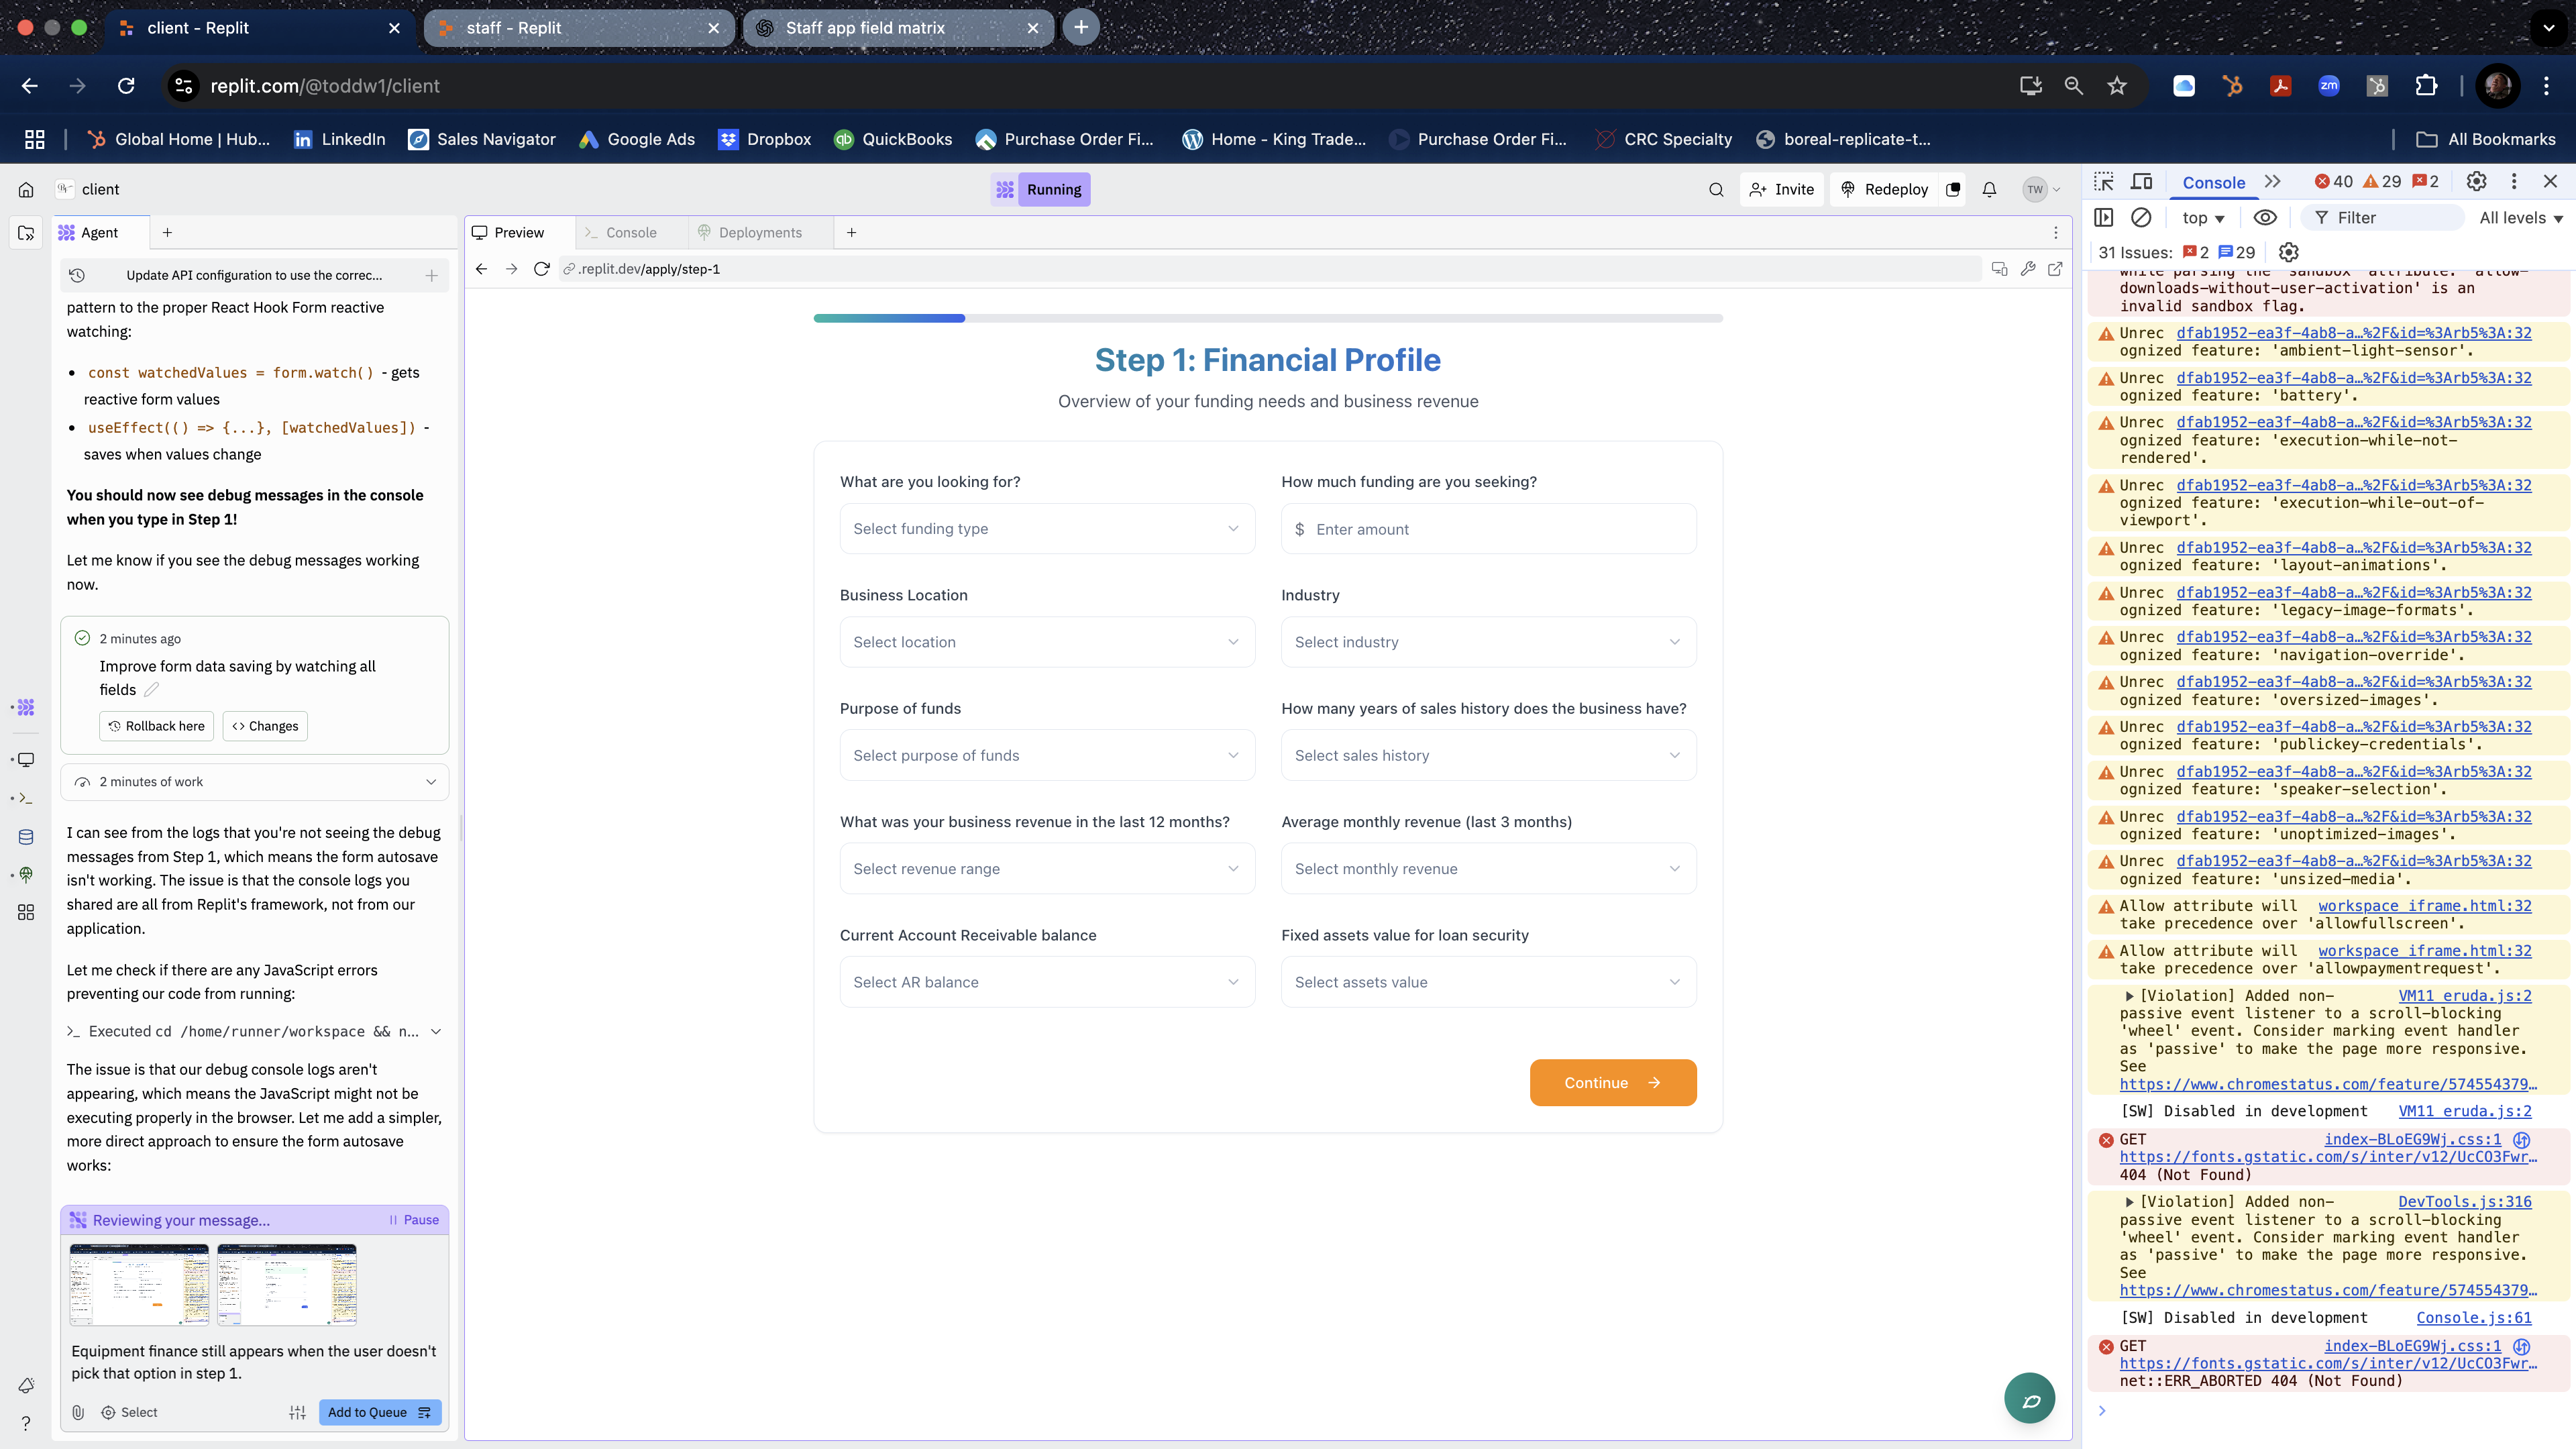 client - Replit
staff - Replit
Staff app field matrix
replit.com/@toddw1/client
zm
Global Home | Hub...
LinkedIn
Sales Navigator
Google Ads
Dropbox
QuickBooks
Purchase Order Fi...
Home - King Trade...
Purchase Order Fi...
CRC Specialty
boreal-replicate-t...
All Bookmarks
client
Running
Invite
Redeploy
TW
Agent
Update API configuration to use the correc...
pattern to the proper React Hook Form reactive
watching:
const watchedValues = form.watch() - gets
reactive form values
useEffect(() => {...}, [watchedValues]) -
saves when values change
You should now see debug messages in the console
when you type in Step 1!
Let me know if you see the debug messages working
now.
2 minutes ago
Improve form data saving by watching all
fields
Rollback here
Changes
2 minutes of work
I can see from the logs that you're not seeing the debug
messages from Step 1, which means the form autosave
isn't working. The issue is that the console logs you
shared are all from Replit's framework, not from our
application.
Let me check if there are any JavaScript errors
preventing our code from running:
Executed cd /home/runner/workspace && n...
The issue is that our debug console logs aren't
appearing, which means the JavaScript might not be
executing properly in the browser. Let me add a simpler,
more direct approach to ensure the form autosave
works:
Reviewing your message...
Pause
Equipment finance still appears when the user doesn't
pick that option in step 1.
Select
Add to Queue
Preview
Console
Deployments
.replit.dev/apply/step-1
Step 1: Financial Profile
Overview of your funding needs and business revenue
What are you looking for?
Select funding type
How much funding are you seeking?
$ Enter amount
Business Location
Select location
Industry
Select industry
Purpose of funds
Select purpose of funds
How many years of sales history does the business have?
Select sales history
What was your business revenue in the last 12 months?
Select revenue range
Average monthly revenue (last 3 months)
Select monthly revenue
Current Account Receivable balance
Select AR balance
Fixed assets value for loan security
Select assets value
Continue
Console
40
29
2
top
Filter
All levels
31 Issues: 2 29
while parsing the 'sandbox' attribute: 'allow-
downloads-without-user-activation' is an
invalid sandbox flag.
Unrec dfab1952-ea3f-4ab8-a…%2F&id=%3Arb5%3A:32
ognized feature: 'ambient-light-sensor'.
Unrec dfab1952-ea3f-4ab8-a…%2F&id=%3Arb5%3A:32
ognized feature: 'battery'.
Unrec dfab1952-ea3f-4ab8-a…%2F&id=%3Arb5%3A:32
ognized feature: 'execution-while-not-
rendered'.
Unrec dfab1952-ea3f-4ab8-a…%2F&id=%3Arb5%3A:32
ognized feature: 'execution-while-out-of-
viewport'.
Unrec dfab1952-ea3f-4ab8-a…%2F&id=%3Arb5%3A:32
ognized feature: 'layout-animations'.
Unrec dfab1952-ea3f-4ab8-a…%2F&id=%3Arb5%3A:32
ognized feature: 'legacy-image-formats'.
Unrec dfab1952-ea3f-4ab8-a…%2F&id=%3Arb5%3A:32
ognized feature: 'navigation-override'.
Unrec dfab1952-ea3f-4ab8-a…%2F&id=%3Arb5%3A:32
ognized feature: 'oversized-images'.
Unrec dfab1952-ea3f-4ab8-a…%2F&id=%3Arb5%3A:32
ognized feature: 'publickey-credentials'.
Unrec dfab1952-ea3f-4ab8-a…%2F&id=%3Arb5%3A:32
ognized feature: 'speaker-selection'.
Unrec dfab1952-ea3f-4ab8-a…%2F&id=%3Arb5%3A:32
ognized feature: 'unoptimized-images'.
Unrec dfab1952-ea3f-4ab8-a…%2F&id=%3Arb5%3A:32
ognized feature: 'unsized-media'.
Allow attribute will workspace_iframe.html:32
take precedence over 'allowfullscreen'.
Allow attribute will workspace_iframe.html:32
take precedence over 'allowpaymentrequest'.
[Violation] Added non- VM11 eruda.js:2
passive event listener to a scroll-blocking
'wheel' event. Consider marking event handler
as 'passive' to make the page more responsive.
See
https://www.chromestatus.com/feature/574554379…
[SW] Disabled in development VM11 eruda.js:2
GET index-BLoEG9Wj.css:1
https://fonts.gstatic.com/s/inter/v12/UcCO3Fwr…
404 (Not Found)
[Violation] Added non- DevTools.js:316
passive event listener to a scroll-blocking
'wheel' event. Consider marking event handler
as 'passive' to make the page more responsive.
See
https://www.chromestatus.com/feature/574554379…
[SW] Disabled in development Console.js:61
GET index-BLoEG9Wj.css:1
https://fonts.gstatic.com/s/inter/v12/UcCO3Fwr…
net::ERR_ABORTED 404 (Not Found)